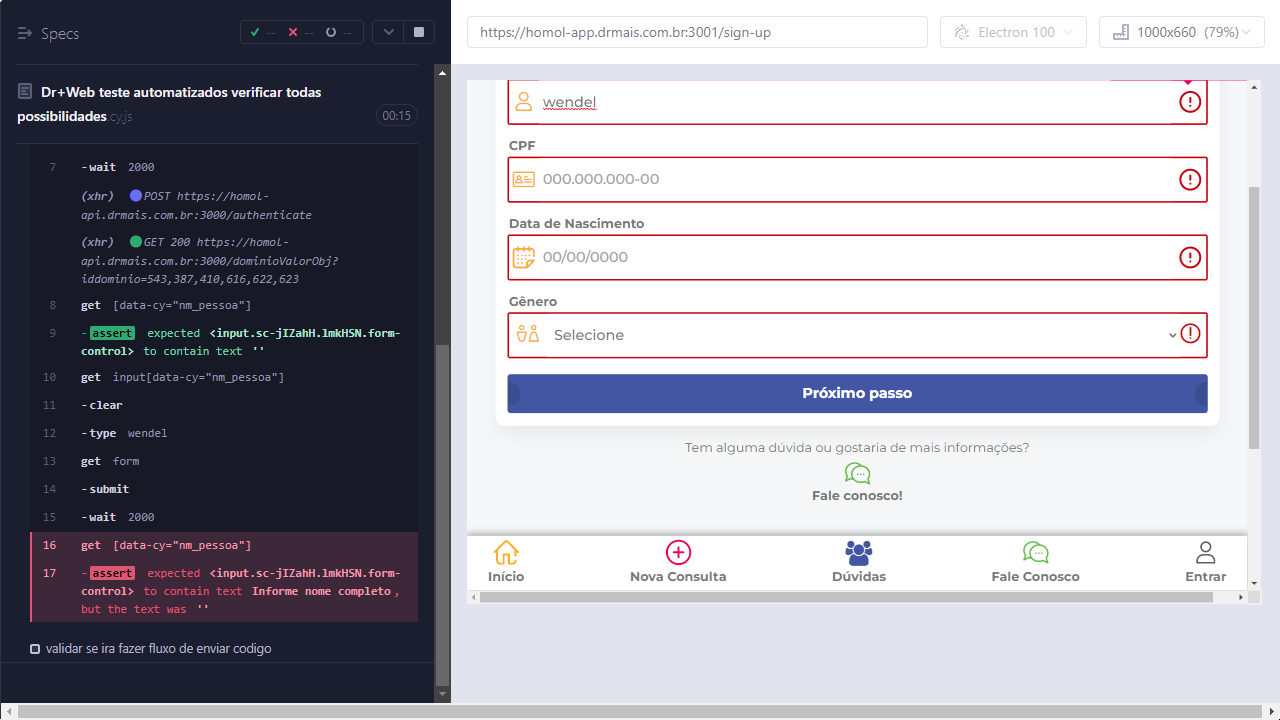 Specs
--
--
--
Dr+Web teste automatizados verificar todas
possibilidades.cy.js
00:15
7 -wait 2000
(xhr) POST https://homol-
api.drmais.com.br:3000/authenticate
(xhr) GET 200 https://homol-
api.drmais.com.br:3000/dominioValorObj?
iddominio=543,387,410,616,622,623
8 get [data-cy="nm_pessoa"]
9 -assert expected <input.sc-jIZahH.lmkHSN.form-
control> to contain text ''
10 get input[data-cy="nm_pessoa"]
11 -clear
12 -type wendel
13 get form
14 -submit
15 -wait 2000
16 get [data-cy="nm_pessoa"]
17 -assert expected <input.sc-jIZahH.lmkHSN.form-
control> to contain text Informe nome completo,
but the text was ''
validar se ira fazer fluxo de enviar codigo
https://homol-app.drmais.com.br:3001/sign-up
Electron 100
1000x660 (79%)
wendel
CPF
000.000.000-00
Data de Nascimento
00/00/0000
Gênero
Selecione
Próximo passo
Tem alguma dúvida ou gostaria de mais informações?
Fale conosco!
Início
Nova Consulta
Dúvidas
Fale Conosco
Entrar